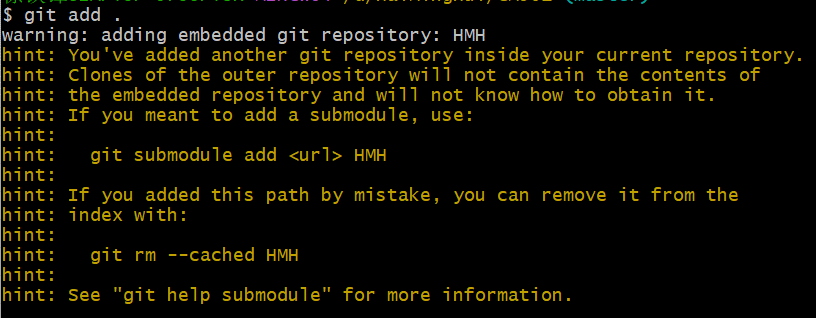 $ git add .
warning: adding embedded git repository: HMH
hint: You've added another git repository inside your current repository.
hint: Clones of the outer repository will not contain the contents of
hint: the embedded repository and will not know how to obtain it.
hint: If you meant to add a submodule, use:
hint:
hint:   git submodule add <url> HMH
hint:
hint: If you added this path by mistake, you can remove it from the
hint: index with:
hint:
hint:   git rm --cached HMH
hint:
hint: See "git help submodule" for more information.